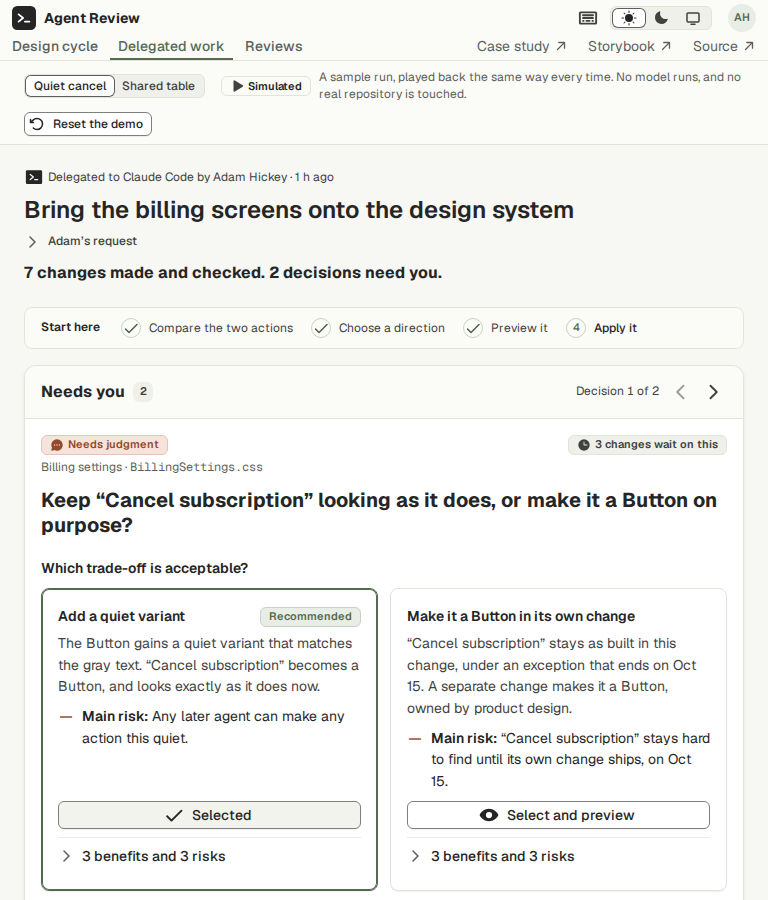 Agent Review
AH
Design cycle
Delegated work
Reviews
Case study
Storybook
Source
Quiet cancel
Shared table
Simulated
A sample run, played back the same way every time. No model runs, and no
real repository is touched.
Reset the demo
Delegated to Claude Code by Adam Hickey · 1 h ago
Bring the billing screens onto the design system
Adam's request
7 changes made and checked. 2 decisions need you.
Start here
Compare the two actions
Choose a direction
Preview it
4
Apply it
Needs you 2
Decision 1 of 2
Needs judgment
3 changes wait on this
Billing settings · BillingSettings.css
Keep “Cancel subscription” looking as it does, or make it a Button on
purpose?
Which trade-off is acceptable?
Add a quiet variant
Recommended
The Button gains a quiet variant that matches
the gray text. “Cancel subscription” becomes a
Button, and looks exactly as it does now.
Main risk: Any later agent can make any
action this quiet.
Selected
3 benefits and 3 risks
Make it a Button in its own change
“Cancel subscription” stays as built in this
change, under an exception that ends on Oct
15. A separate change makes it a Button,
owned by product design.
Main risk: “Cancel subscription” stays hard
to find until its own change ships, on Oct
15.
Select and preview
3 benefits and 3 risks